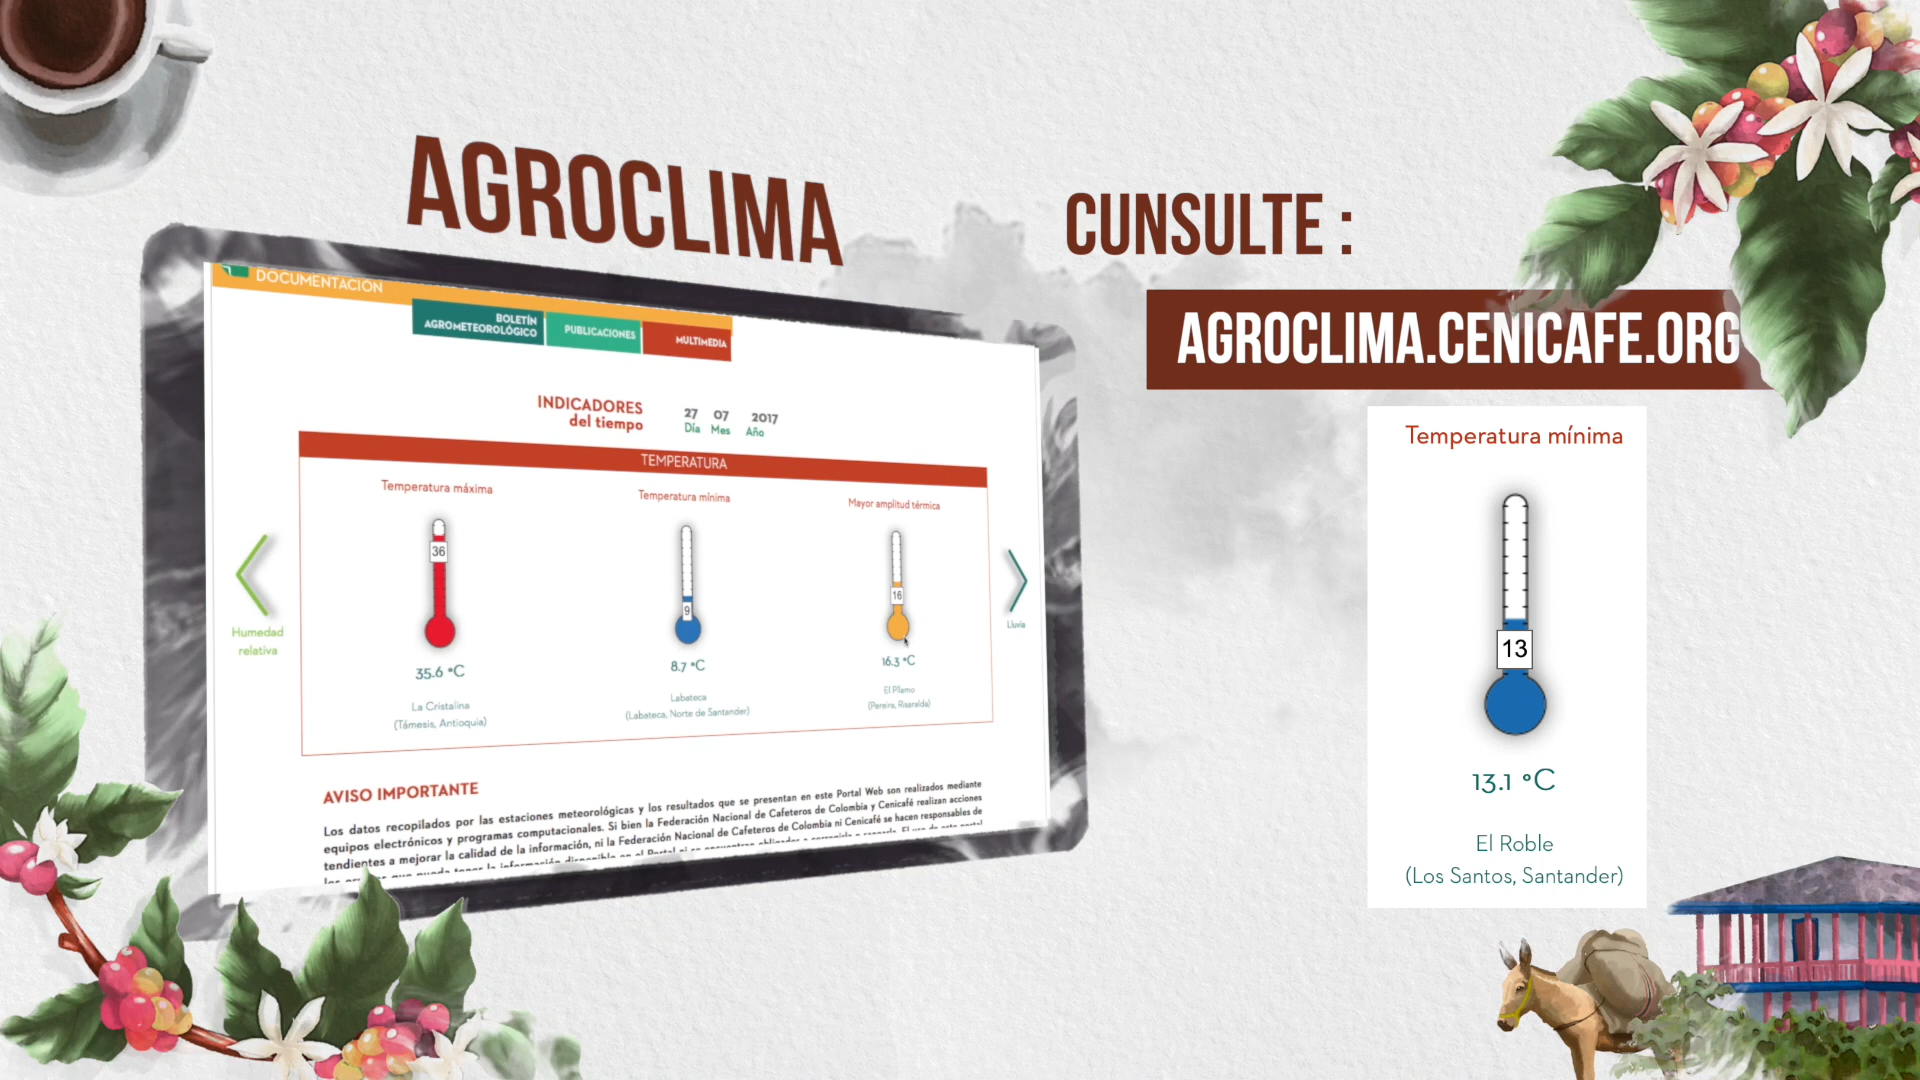 AGROCLIMA
CUNSULTE :
AGROCLIMA.CENICAFE.ORG
DOCUMENTACIÓN
BOLETÍN
AGROMETEOROLÓGICO
PUBLICACIONES
MULTIMEDIA
INDICADORES
del tiempo
27 07 2017
Día Mes Año
TEMPERATURA
Temperatura máxima
36
35.6 °C
La Cristalina
(Támesis, Antioquia)
Temperatura mínima
9
8.7 °C
Labateca
(Labateca, Norte de Santander)
Mayor amplitud térmica
16
16.3 °C
El Pílamo
(Pereira, Risaralda)
Humedad
relativa
Lluvia
AVISO IMPORTANTE
Los datos recopilados por las estaciones meteorológicas y los resultados que se presentan en este Portal Web son realizados mediante
equipos electrónicos y programas computacionales. Si bien la Federación Nacional de Cafeteros de Colombia y Cenicafé realizan acciones
tendientes a mejorar la calidad de la información, ni la Federación Nacional de Cafeteros de Colombia ni Cenicafé se hacen responsables de
Temperatura mínima
13
13.1 °C
El Roble
(Los Santos, Santander)